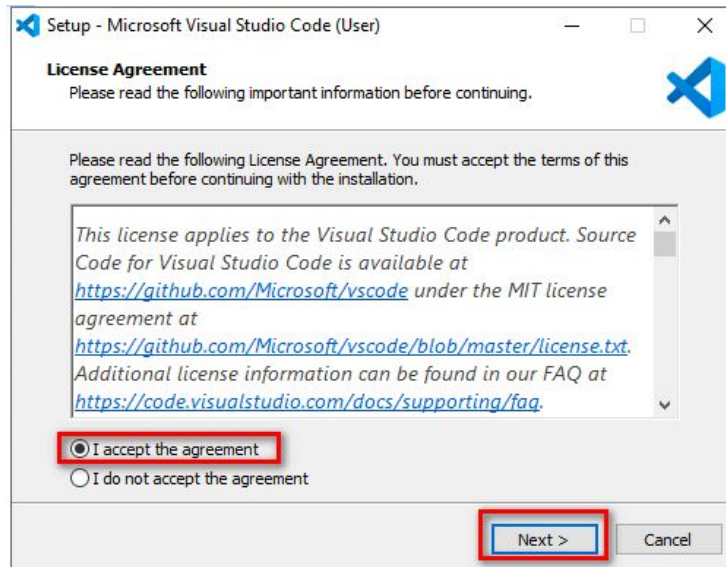 Setup - Microsoft Visual Studio Code (User)
License Agreement
Please read the following important information before continuing.
Please read the following License Agreement. You must accept the terms of this
agreement before continuing with the installation.
This license applies to the Visual Studio Code product. Source
Code for Visual Studio Code is available at
https://github.com/Microsoft/vscode under the MIT license
agreement at
https://github.com/Microsoft/vscode/blob/master/license.txt.
Additional license information can be found in our FAQ at
https://code.visualstudio.com/docs/supporting/faq.
I accept the agreement
I do not accept the agreement
Next >
Cancel